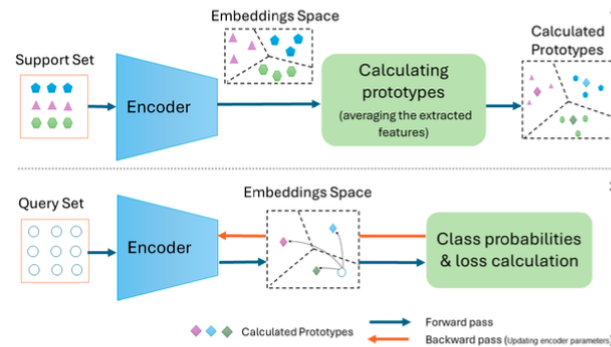 Embeddings Space
Calculated
Prototypes
Support Set
Encoder
Calculating
prototypes
(averaging the extracted
features)
Query Set
Embeddings Space
Encoder
Class probabilities
& loss calculation
Calculated Prototypes
Forward pass
Backward pass (Updating encoder parameters)